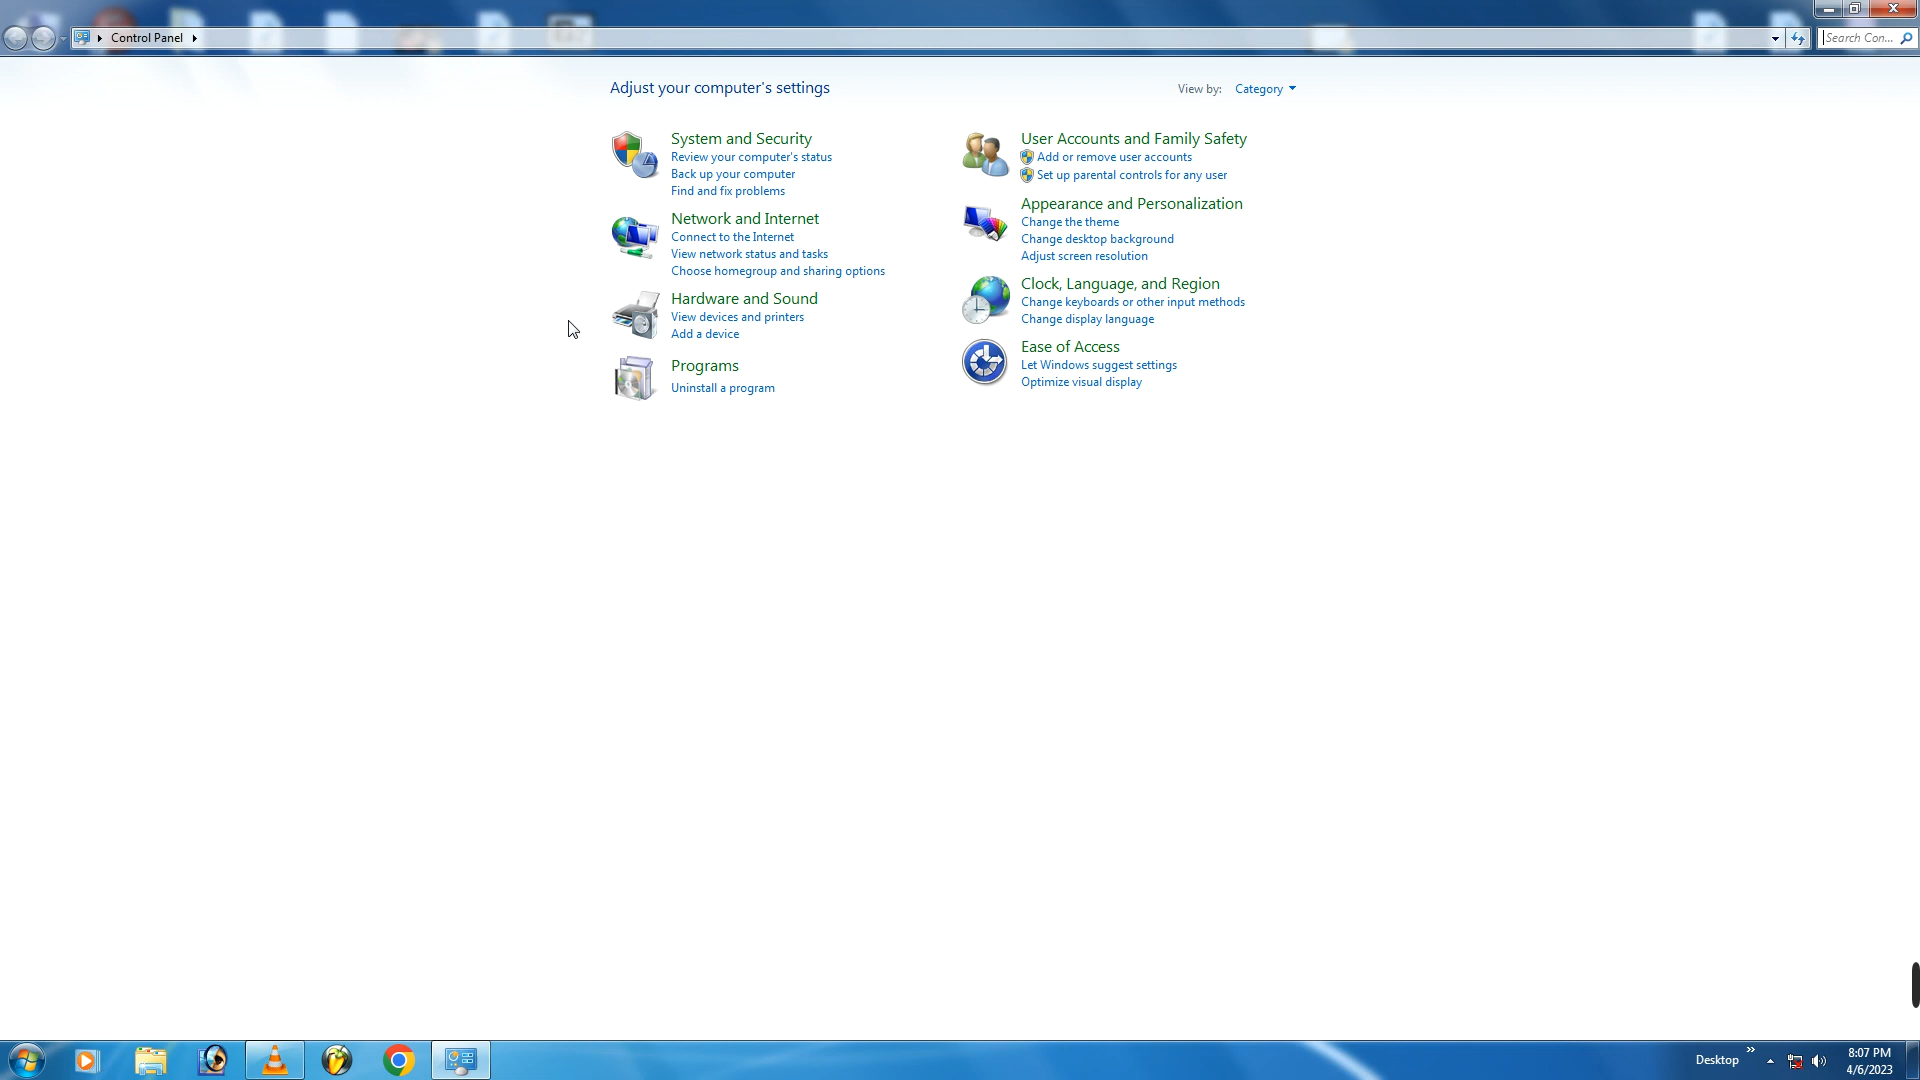 Control Panel
Search Con...
Adjust your computer's settings
View by: Category
System and Security
Review your computer's status
Back up your computer
Find and fix problems
Network and Internet
Connect to the Internet
View network status and tasks
Choose homegroup and sharing options
Hardware and Sound
View devices and printers
Add a device
Programs
Uninstall a program
User Accounts and Family Safety
Add or remove user accounts
Set up parental controls for any user
Appearance and Personalization
Change the theme
Change desktop background
Adjust screen resolution
Clock, Language, and Region
Change keyboards or other input methods
Change display language
Ease of Access
Let Windows suggest settings
Optimize visual display
Desktop
8:07 PM
4/6/2023